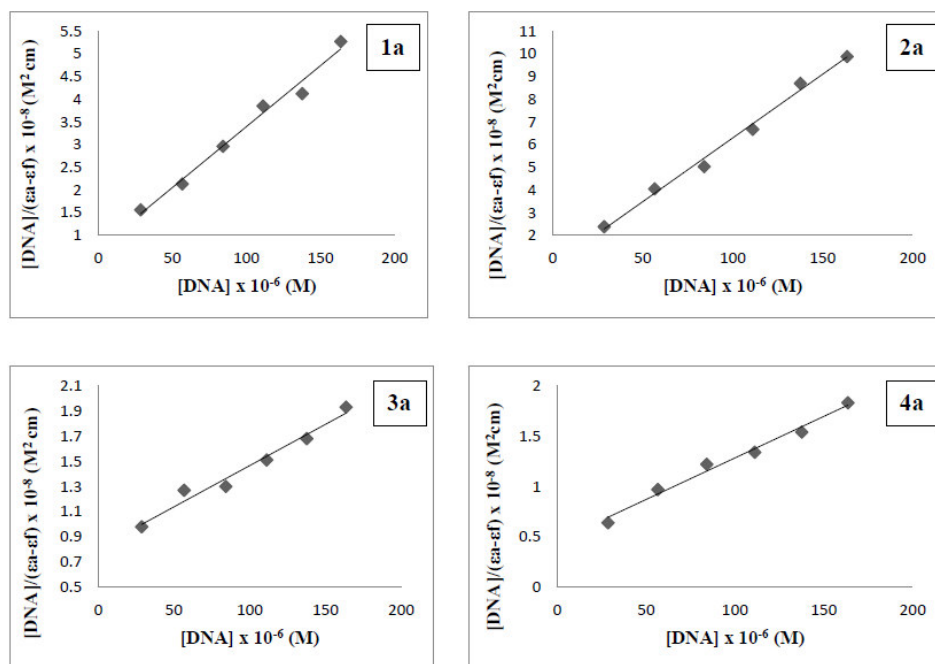 1a
[DNA]/(εa-εf) x 10⁻⁸ (M² cm)
5.5
5
4.5
4
3.5
3
2.5
2
1.5
1
0 50 100 150 200
[DNA] x 10⁻⁶ (M)
2a
[DNA]/(εa-εf) x 10⁻⁸ (M²cm)
11
10
9
8
7
6
5
4
3
2
0 50 100 150 200
[DNA] x 10⁻⁶ (M)
3a
[DNA]/(εa-εf) x 10⁻⁸ (M² cm)
2.1
1.9
1.7
1.5
1.3
1.1
0.9
0.7
0.5
0 50 100 150 200
[DNA] x 10⁻⁶ (M)
4a
[DNA]/(εa-εf) x 10⁻⁸ (M²cm)
2
1.5
1
0.5
0
0 50 100 150 200
[DNA] x 10⁻⁶ (M)